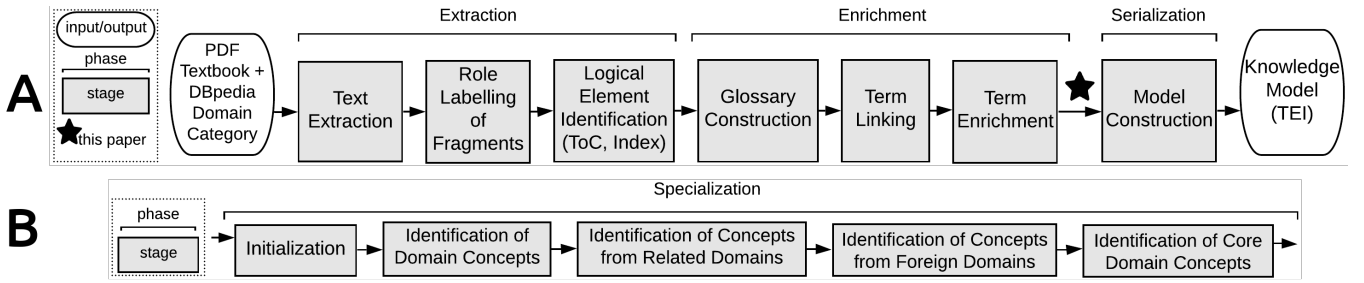 A
input/output
phase
stage
this paper
PDF
Textbook +
DBpedia
Domain
Category
Extraction
Text
Extraction
Role
Labelling
of
Fragments
Logical
Element
Identification
(ToC, Index)
Enrichment
Glossary
Construction
Term
Linking
Term
Enrichment
Serialization
Model
Construction
Knowledge
Model
(TEI)
B
phase
stage
Specialization
Initialization
Identification of
Domain Concepts
Identification of Concepts
from Related Domains
Identification of Concepts
from Foreign Domains
Identification of Core
Domain Concepts